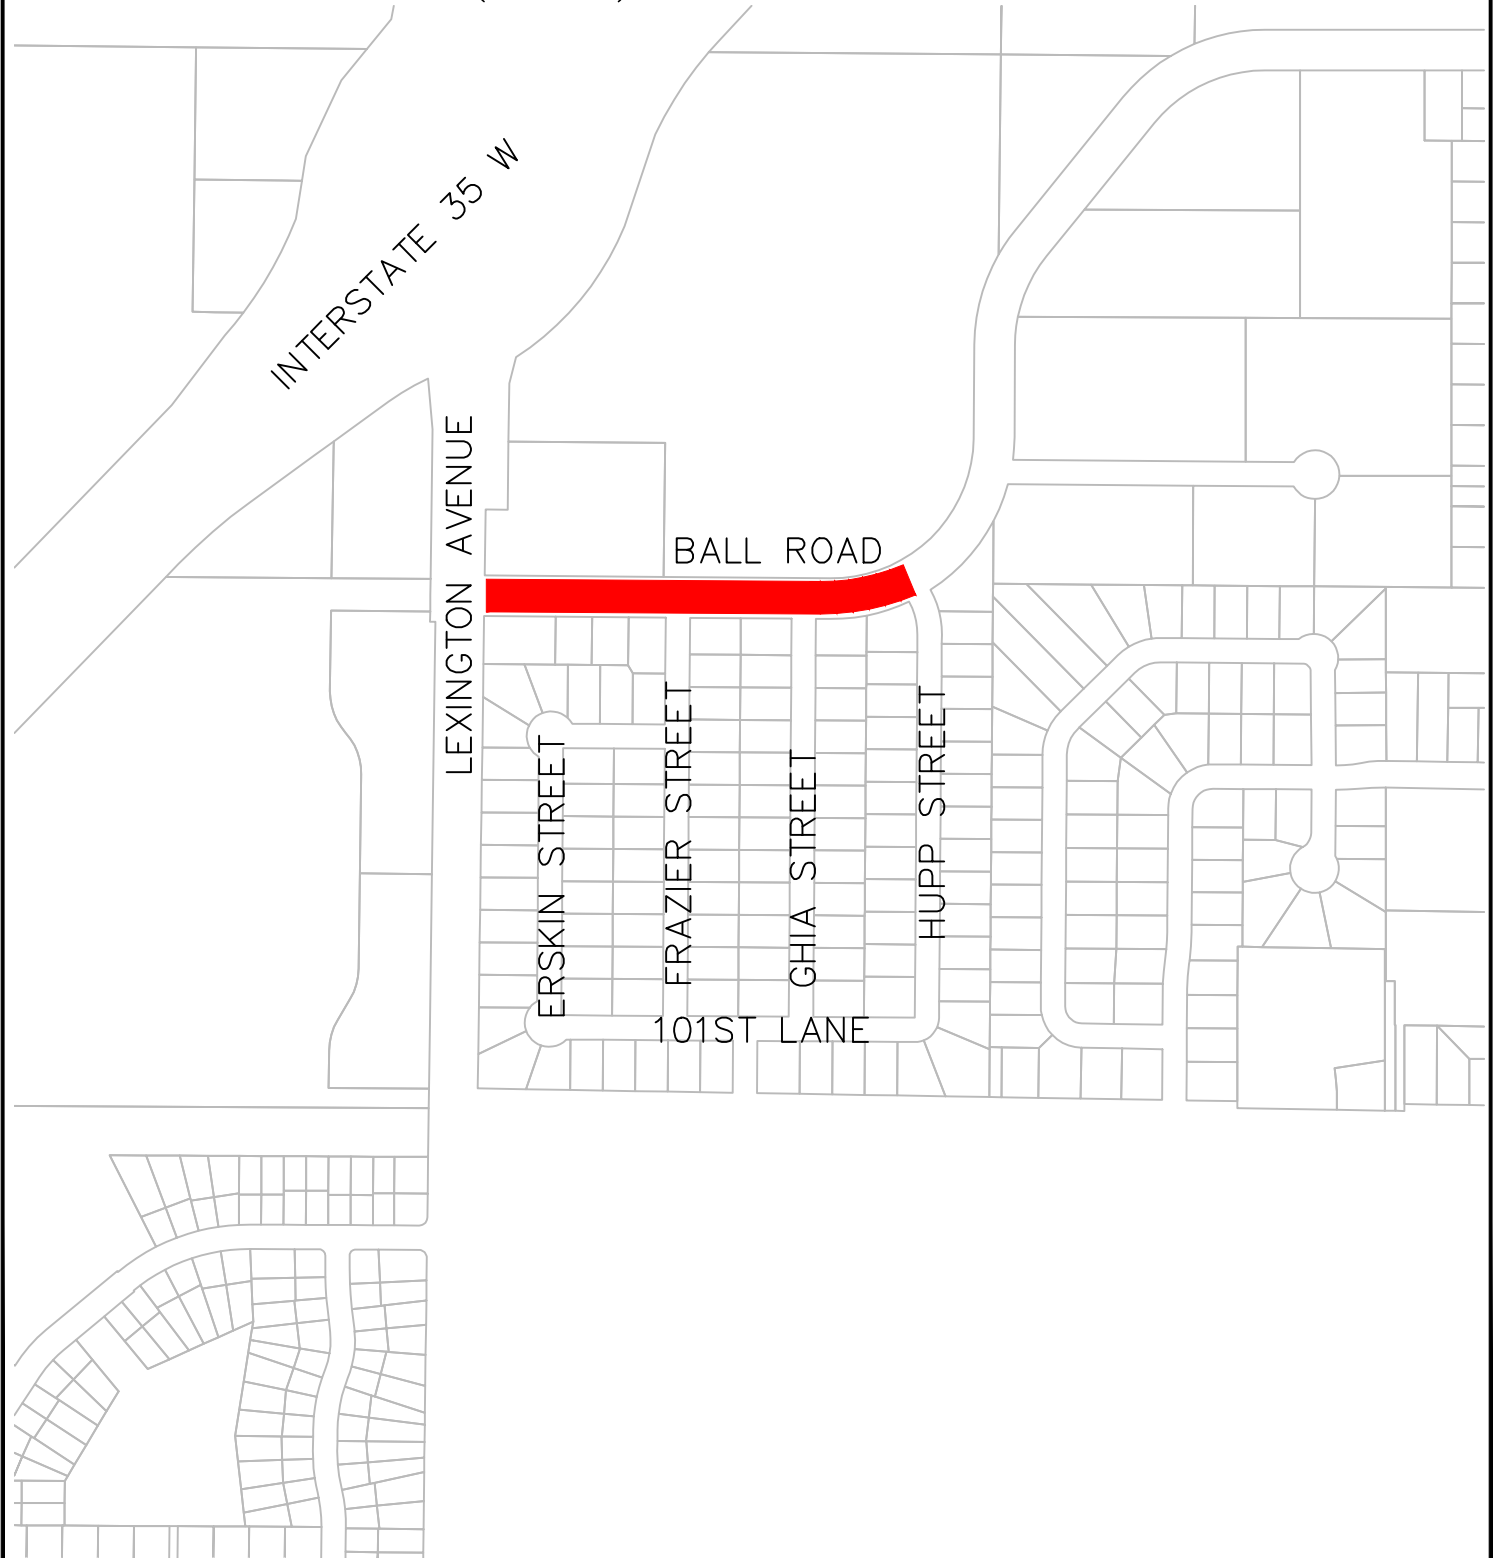 INTERSTATE 35 W
LEXINGTON AVENUE
BALL ROAD
ERSKIN STREET
FRAZIER STREET
GHIA STREET
HUPP STREET
101ST LANE